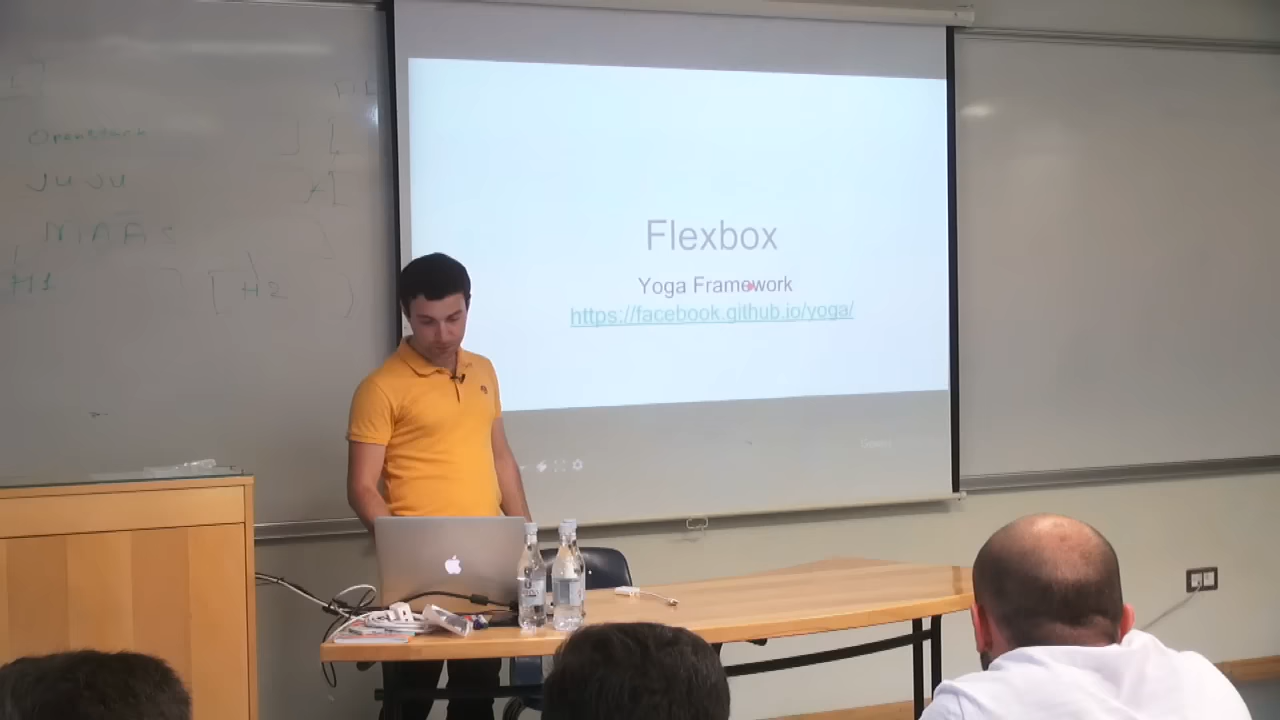 OpenStack
JUJU
MAAS
H1
H2
Flexbox
Yoga Framework
https://facebook.github.io/yoga/